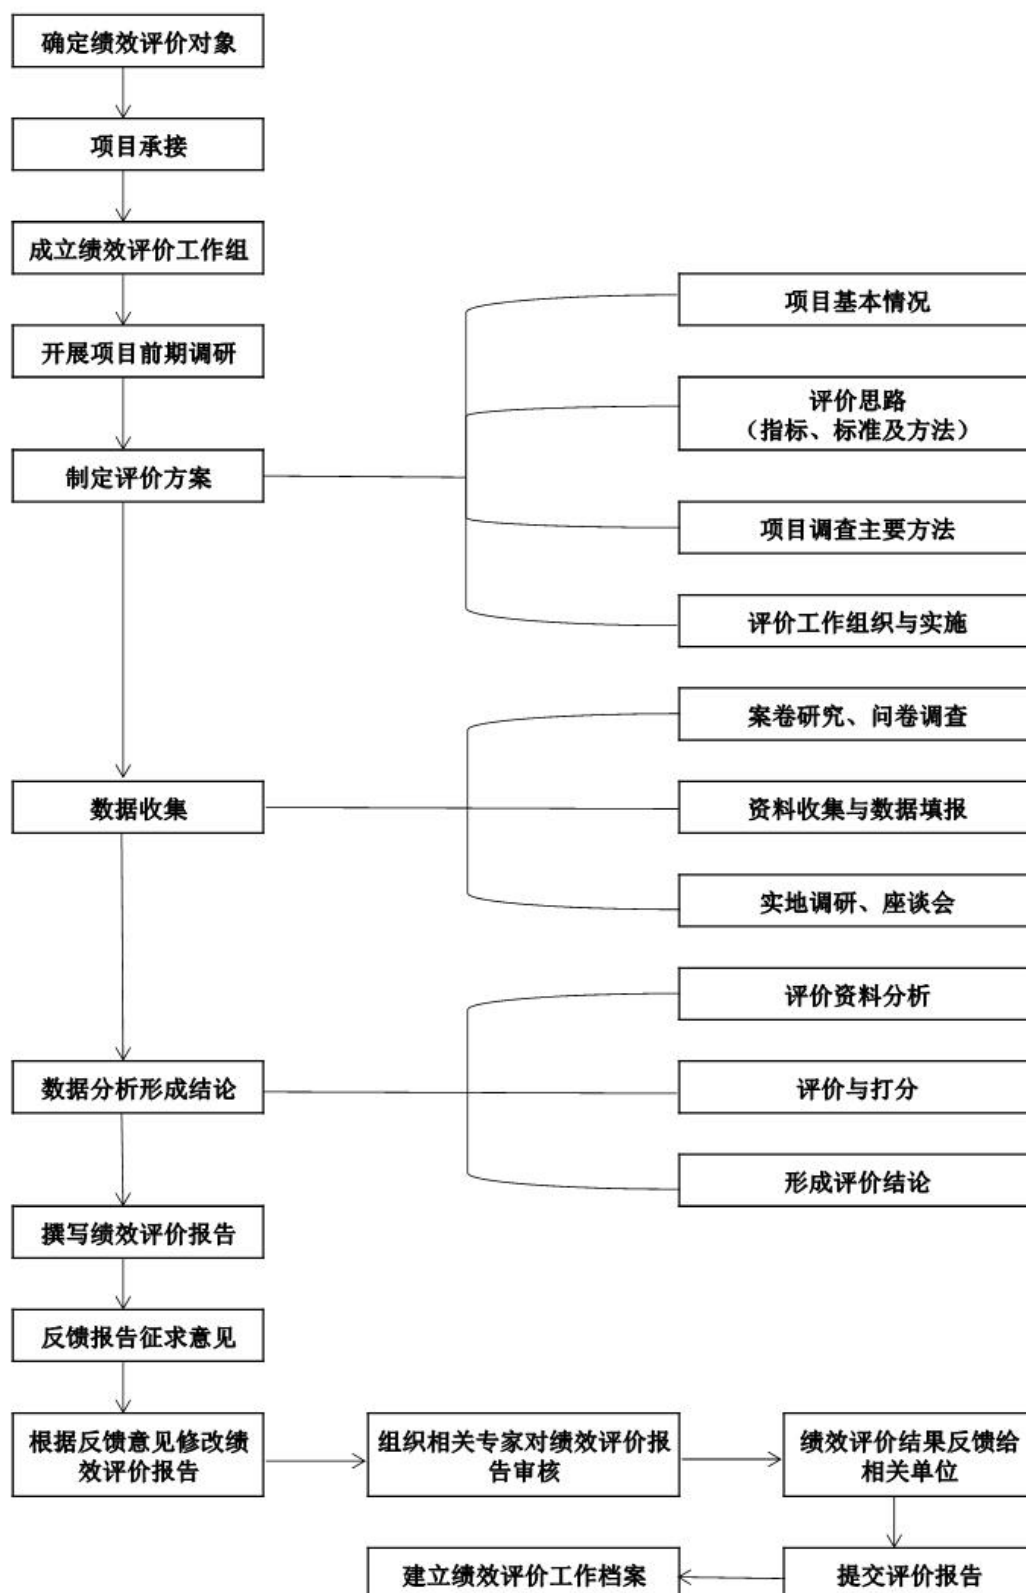 确定绩效评价对象
项目承接
成立绩效评价工作组
开展项目前期调研
制定评价方案
项目基本情况
评价思路
（指标、标准及方法）
项目调查主要方法
评价工作组织与实施
数据收集
案卷研究、问卷调查
资料收集与数据填报
实地调研、座谈会
数据分析形成结论
评价资料分析
评价与打分
形成评价结论
撰写绩效评价报告
反馈报告征求意见
根据反馈意见修改绩
效评价报告
组织相关专家对绩效评价报
告审核
绩效评价结果反馈给
相关单位
提交评价报告
建立绩效评价工作档案